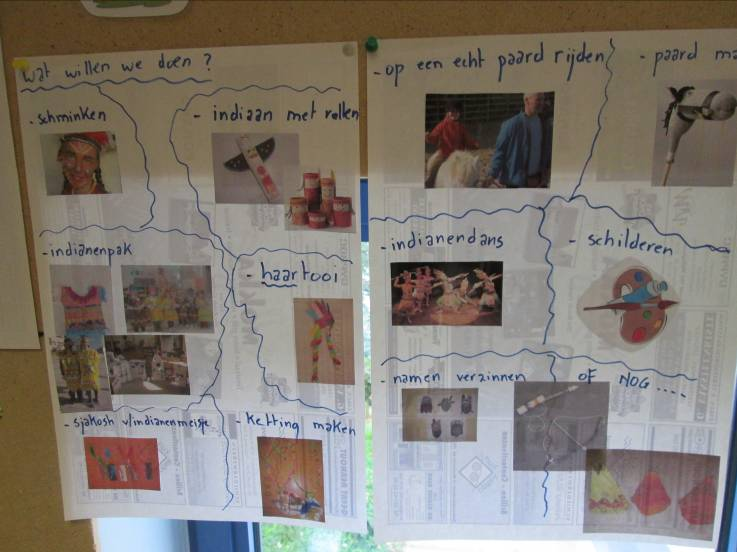 wat willen we doen ?
- schminken
- indiaan met rollen
- indianenpak
- haartooi
- sjakosh v/indianenmeisje
- ketting maken
- op een echt paard rijden
- paard ma
- indianendans
- schilderen
- namen verzinnen
OF NOG ....